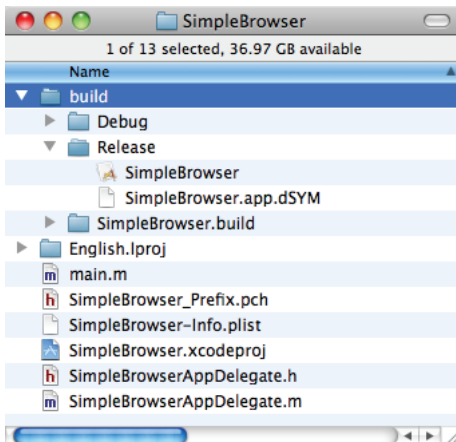 SimpleBrowser
1 of 13 selected, 36.97 GB available
Name
build
Debug
Release
SimpleBrowser
SimpleBrowser.app.dSYM
SimpleBrowser.build
English.lproj
main.m
SimpleBrowser_Prefix.pch
SimpleBrowser-Info.plist
SimpleBrowser.xcodeproj
SimpleBrowserAppDelegate.h
SimpleBrowserAppDelegate.m